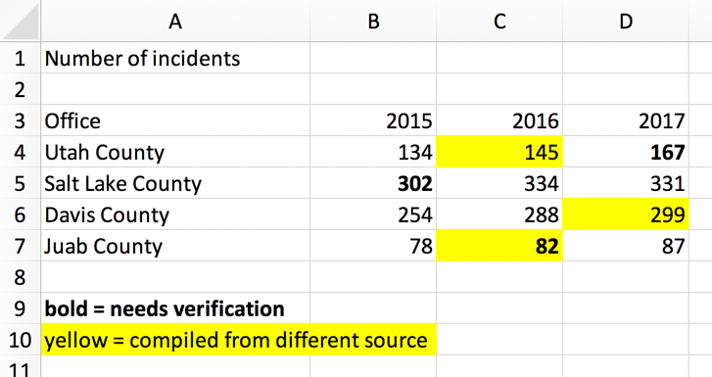 A B C D
1 Number of incidents
2
3 Office 2015 2016 2017
4 Utah County 134 145 167
5 Salt Lake County 302 334 331
6 Davis County 254 288 299
7 Juab County 78 82 87
8
9 bold = needs verification
10 yellow = compiled from different source
11